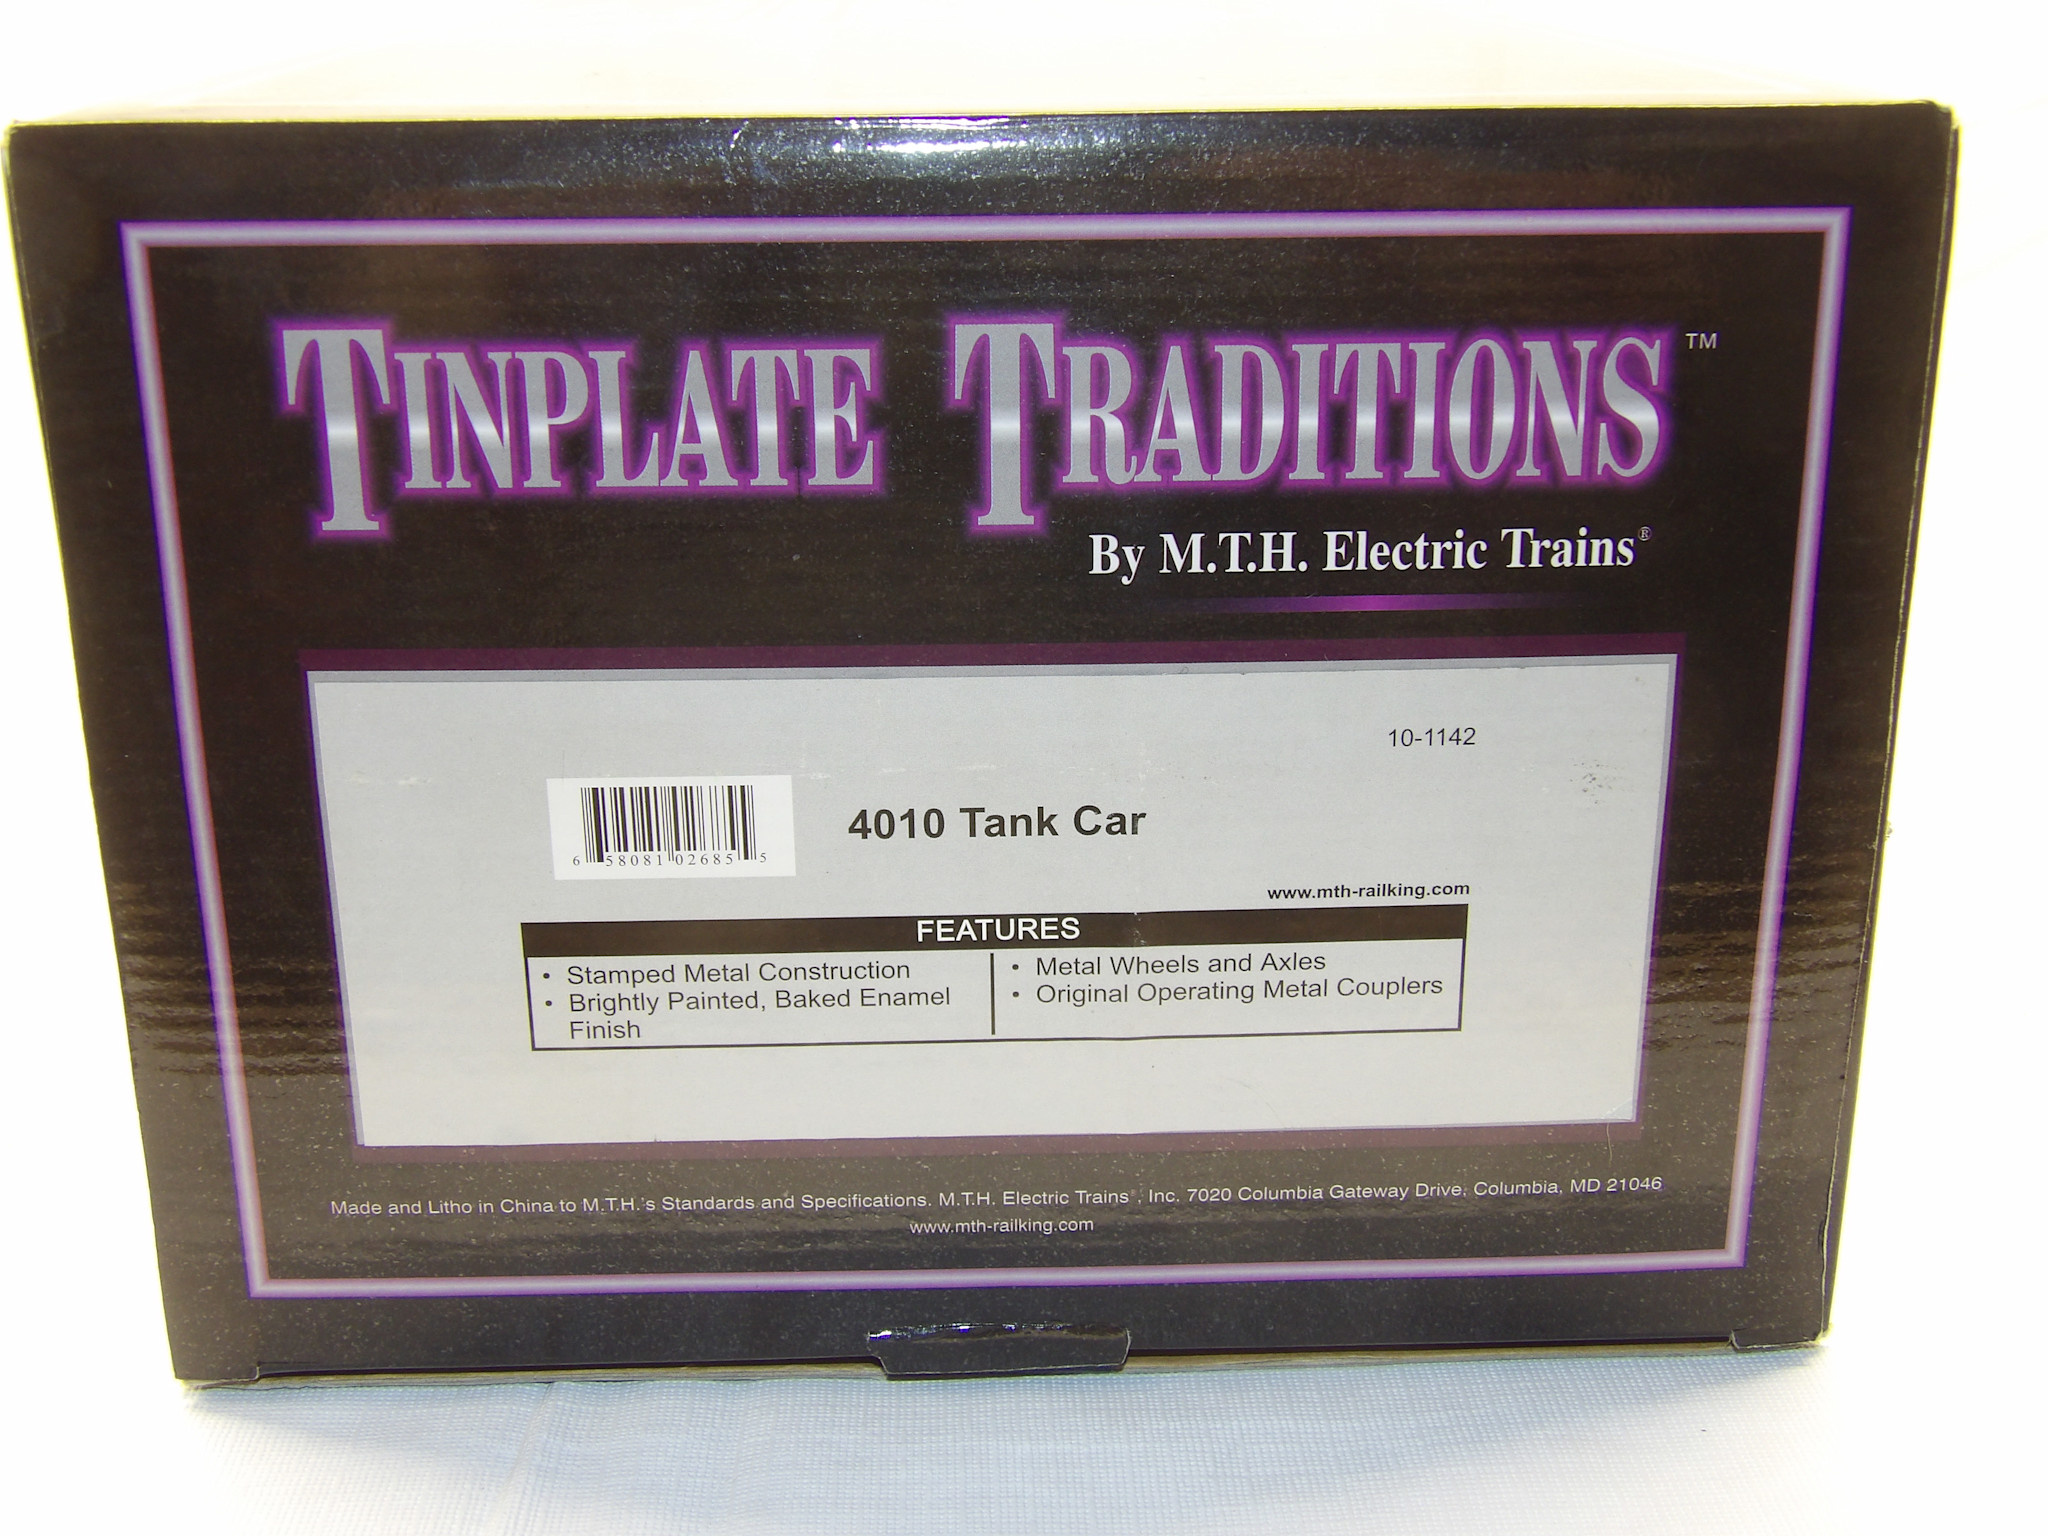 TINPLATE TRADITIONS™
By M.T.H. Electric Trains®
10-1142
4010 Tank Car
6 58081 02685 5
www.mth-railking.com
FEATURES
• Stamped Metal Construction
• Brightly Painted, Baked Enamel
Finish
• Metal Wheels and Axles
• Original Operating Metal Couplers
Made and Litho in China to M.T.H.'s Standards and Specifications. M.T.H. Electric Trains®, Inc. 7020 Columbia Gateway Drive, Columbia, MD 21046
www.mth-railking.com